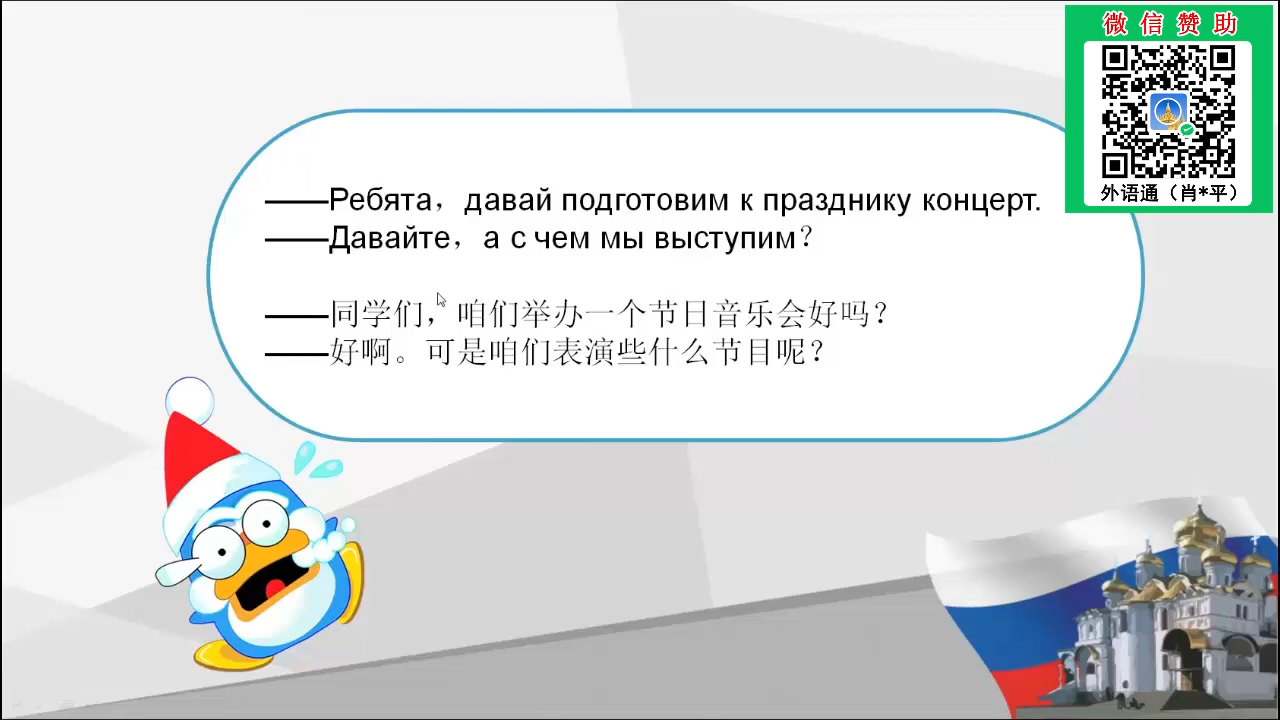 微信赞助
外语通（肖*平）
——Ребята，давай подготовим к празднику концерт.
——Давайте，а с чем мы выступим？
——同学们，咱们举办一个节日音乐会好吗？
——好啊。可是咱们表演些什么节目呢？